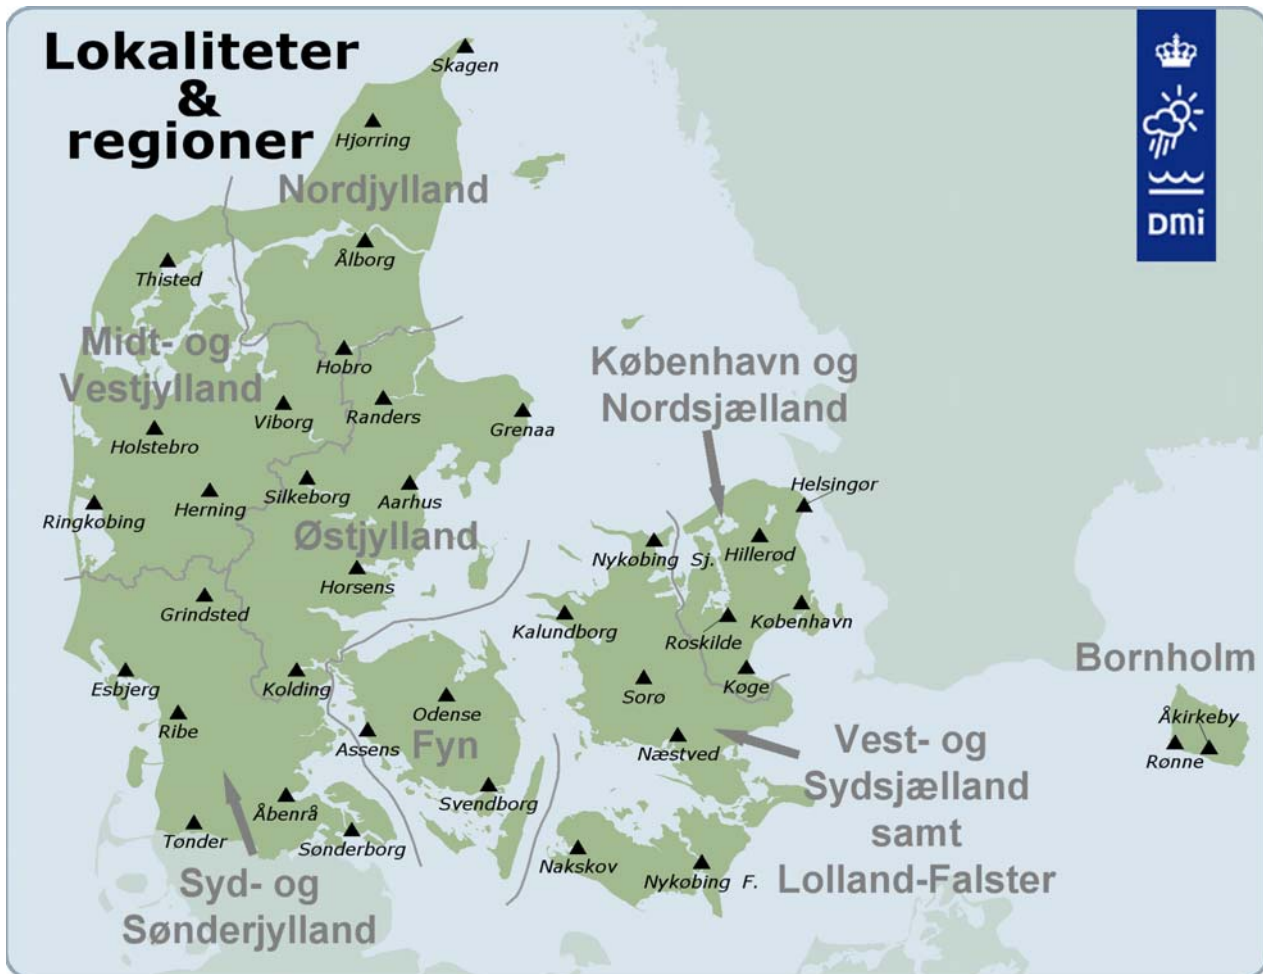 Lokaliteter
&
regioner
Skagen
Hjørring
Nordjylland
DMi
Ålborg
Thisted
Midt- og
Vestjylland
Hobro
København og
Nordsjælland
Viborg
Randers
Grenaa
Holstebro
Silkeborg
Aarhus
Helsingør
Ringkøbing
Herning
Østjylland
Nykøbing Sj.
Hillerød
Horsens
Grindsted
Kalundborg
København
Roskilde
Bornholm
Esbjerg
Kolding
Sorø
Køge
Ribe
Odense
Åkirkeby
Assens
Fyn
Næstved
Vest- og
Sydsjælland
samt
Lolland-Falster
Rønne
Svendborg
Åbenrå
Tønder
Sønderborg
Nakskov
Nykøbing F.
Syd- og
Sønderjylland